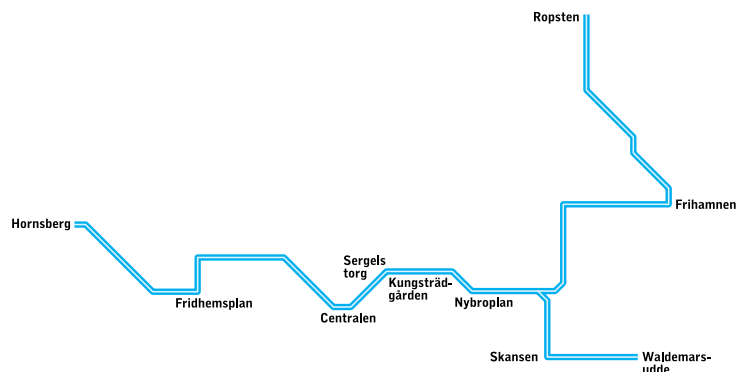 Ropsten
Frihamnen
Hornsberg
Sergels
torg
Kungsträd-
gården
Fridhemsplan
Nybroplan
Centralen
Skansen
Waldemars-
udde